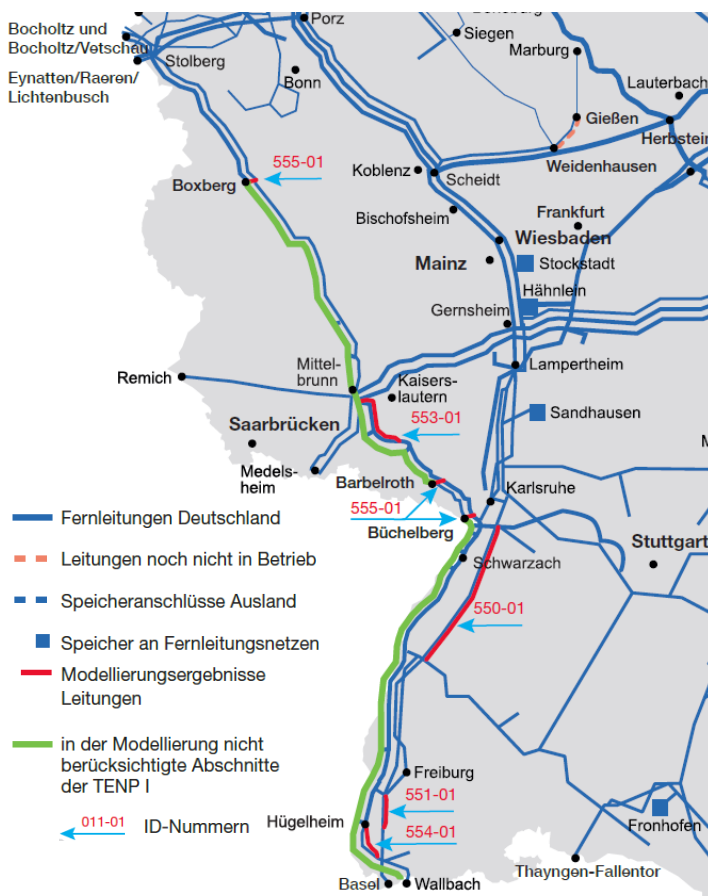 Bocholtz und
Bocholtz/Vetschau
Eynatten/Raeren/
Lichtenbusch
Stolberg
Porz
Bonn
Siegen
Marburg
Lauterbach
Gießen
Herbstein
Weidenhausen
555-01
Boxberg
Koblenz
Scheidt
Bischofsheim
Frankfurt
Wiesbaden
Mainz
Stockstadt
Hähnlein
Gernsheim
Mittel-
brunn
Remich
Kaisers-
lautern
Lampertheim
Saarbrücken
553-01
Sandhausen
Medels-
heim
Barbelroth
Karlsruhe
555-01
Büchelberg
Stuttgart
Schwarzach
550-01
Fernleitungen Deutschland
Leitungen noch nicht in Betrieb
Speicheranschlüsse Ausland
Speicher an Fernleitungsnetzen
Modellierungsergebnisse
Leitungen
in der Modellierung nicht
berücksigtigte Abschnitte
der TENP I
011-01 ID-Nummern
Freiburg
551-01
Hügelheim
554-01
Fronhofen
Basel
Wallbach
Thayngen-Fallentor